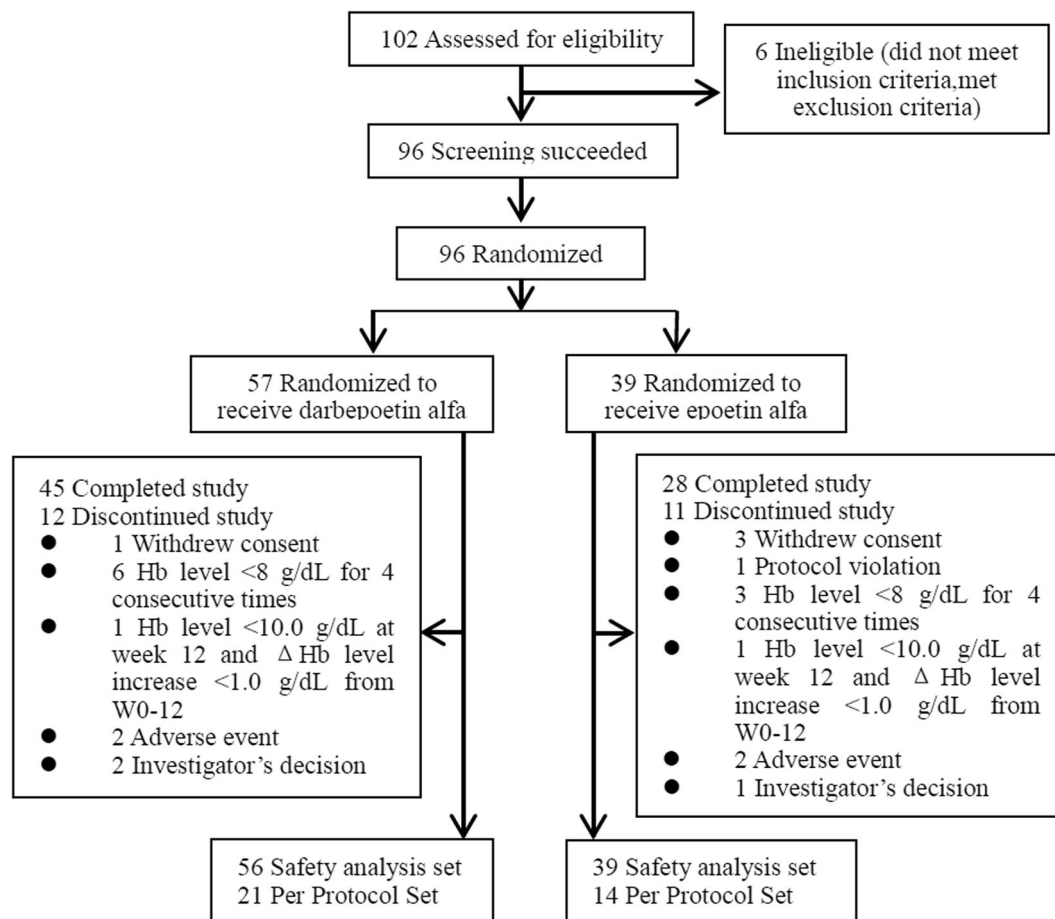 102 Assessed for eligibility
6 Ineligible (did not meet
inclusion criteria,met
exclusion criteria)
96 Screening succeeded
96 Randomized
57 Randomized to
receive darbepoetin alfa
39 Randomized to
receive epoetin alfa
45 Completed study
12 Discontinued study
● 1 Withdrew consent
● 6 Hb level <8 g/dL for 4
consecutive times
● 1 Hb level <10.0 g/dL at
week 12 and Δ Hb level
increase <1.0 g/dL from
W0-12
● 2 Adverse event
● 2 Investigator’s decision
28 Completed study
11 Discontinued study
● 3 Withdrew consent
● 1 Protocol violation
● 3 Hb level <8 g/dL for 4
consecutive times
● 1 Hb level <10.0 g/dL at
week 12 and Δ Hb level
increase <1.0 g/dL from
W0-12
● 2 Adverse event
● 1 Investigator’s decision
56 Safety analysis set
21 Per Protocol Set
39 Safety analysis set
14 Per Protocol Set